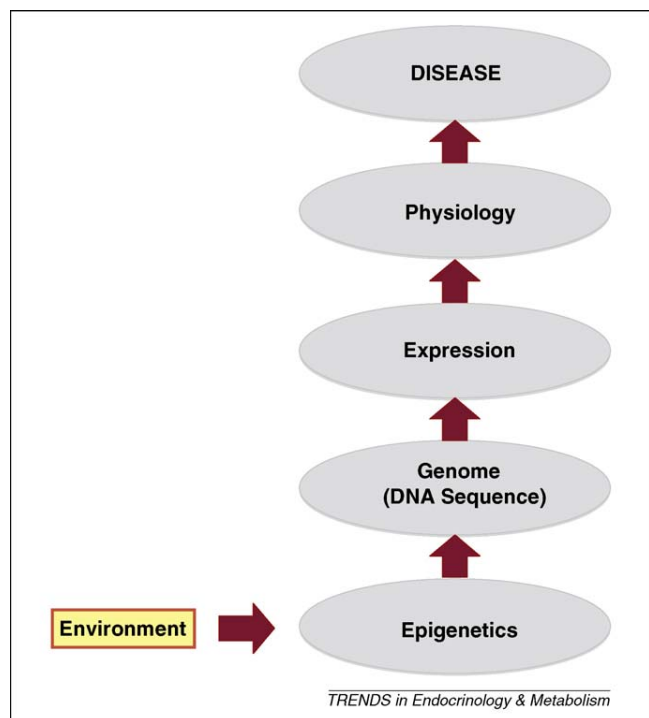 DISEASE
Physiology
Expression
Genome
(DNA Sequence)
Environment
Epigenetics
TRENDS in Endocrinology & Metabolism